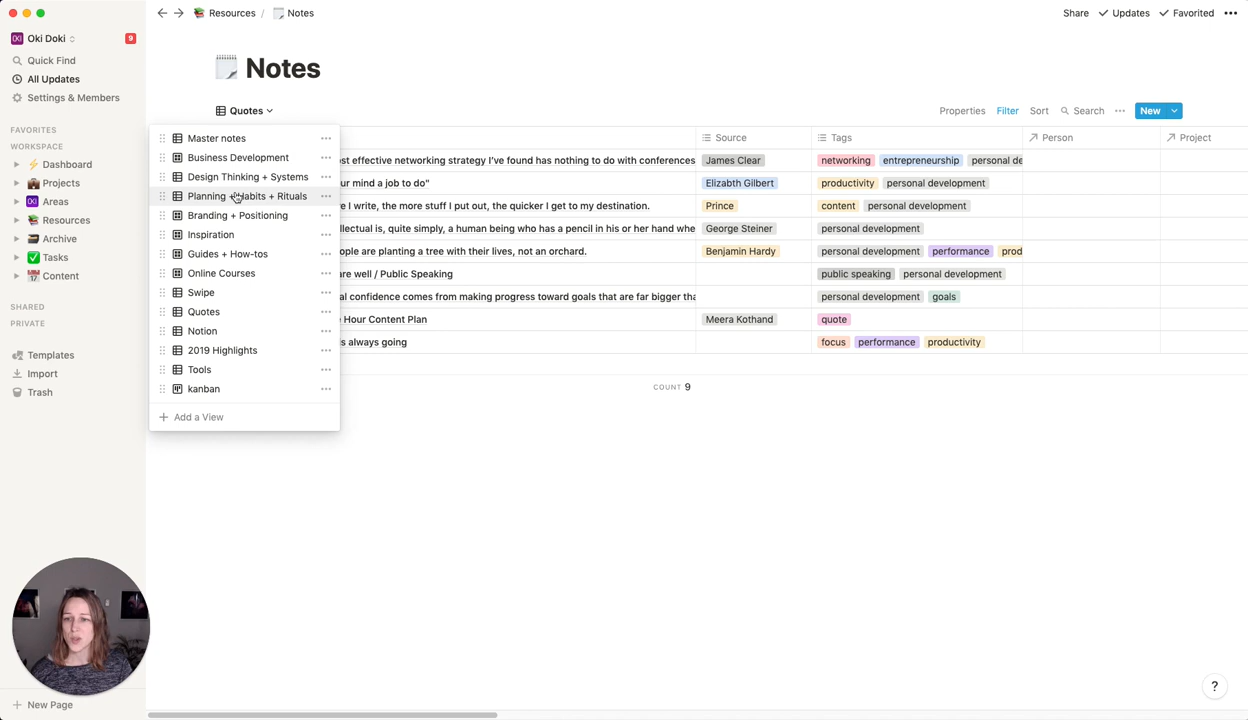 Resources / Notes
Share Updates Favorited
Oki Doki 9
Quick Find
All Updates
Settings & Members
FAVORITES
WORKSPACE
Dashboard
Projects
Areas
Resources
Archive
Tasks
Content
SHARED
PRIVATE
Templates
Import
Trash
New Page
Notes
Quotes
Properties Filter Sort Search New
Master notes
Business Development
Design Thinking + Systems
Planning + Habits + Rituals
Branding + Positioning
Inspiration
Guides + How-tos
Online Courses
Swipe
Quotes
Notion
2019 Highlights
Tools
kanban
Add a View
Source Tags Person Project
ost effective networking strategy I've found has nothing to do with conferences James Clear networking entrepreneurship personal de
ur mind a job to do" Elizabth Gilbert productivity personal development
e I write, the more stuff I put out, the quicker I get to my destination. Prince content personal development
llectual is, quite simply, a human being who has a pencil in his or her hand whe George Steiner personal development
eople are planting a tree with their lives, not an orchard. Benjamin Hardy personal development performance prod
are well / Public Speaking public speaking personal development
al confidence comes from making progress toward goals that are far bigger tha personal development goals
Hour Content Plan Meera Kothand quote
s always going focus performance productivity
COUNT 9
?